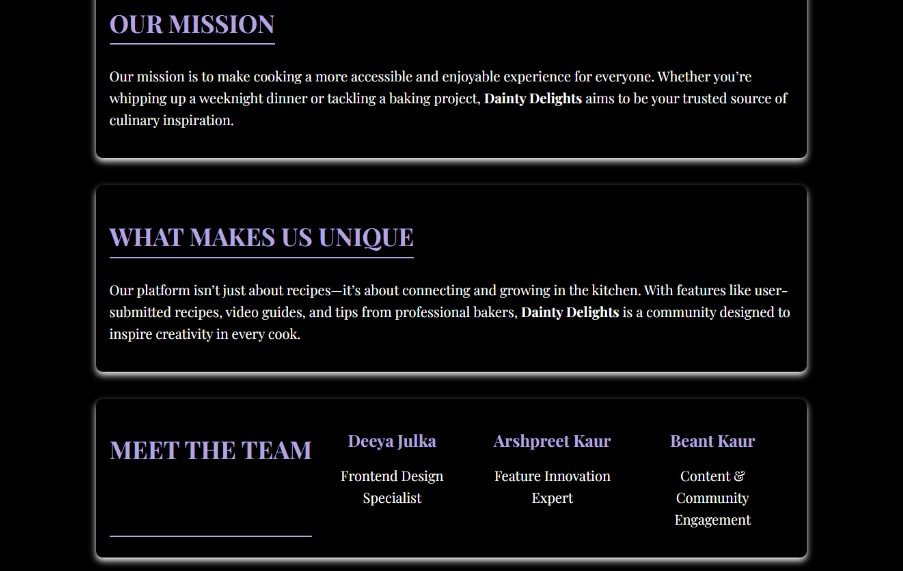 OUR MISSION
Our mission is to make cooking a more accessible and enjoyable experience for everyone. Whether you’re
whipping up a weeknight dinner or tackling a baking project, Dainty Delights aims to be your trusted source of
culinary inspiration.
WHAT MAKES US UNIQUE
Our platform isn’t just about recipes—it’s about connecting and growing in the kitchen. With features like user-
submitted recipes, video guides, and tips from professional bakers, Dainty Delights is a community designed to
inspire creativity in every cook.
MEET THE TEAM
Deeya Julka
Frontend Design
Specialist
Arshpreet Kaur
Feature Innovation
Expert
Beant Kaur
Content &
Community
Engagement